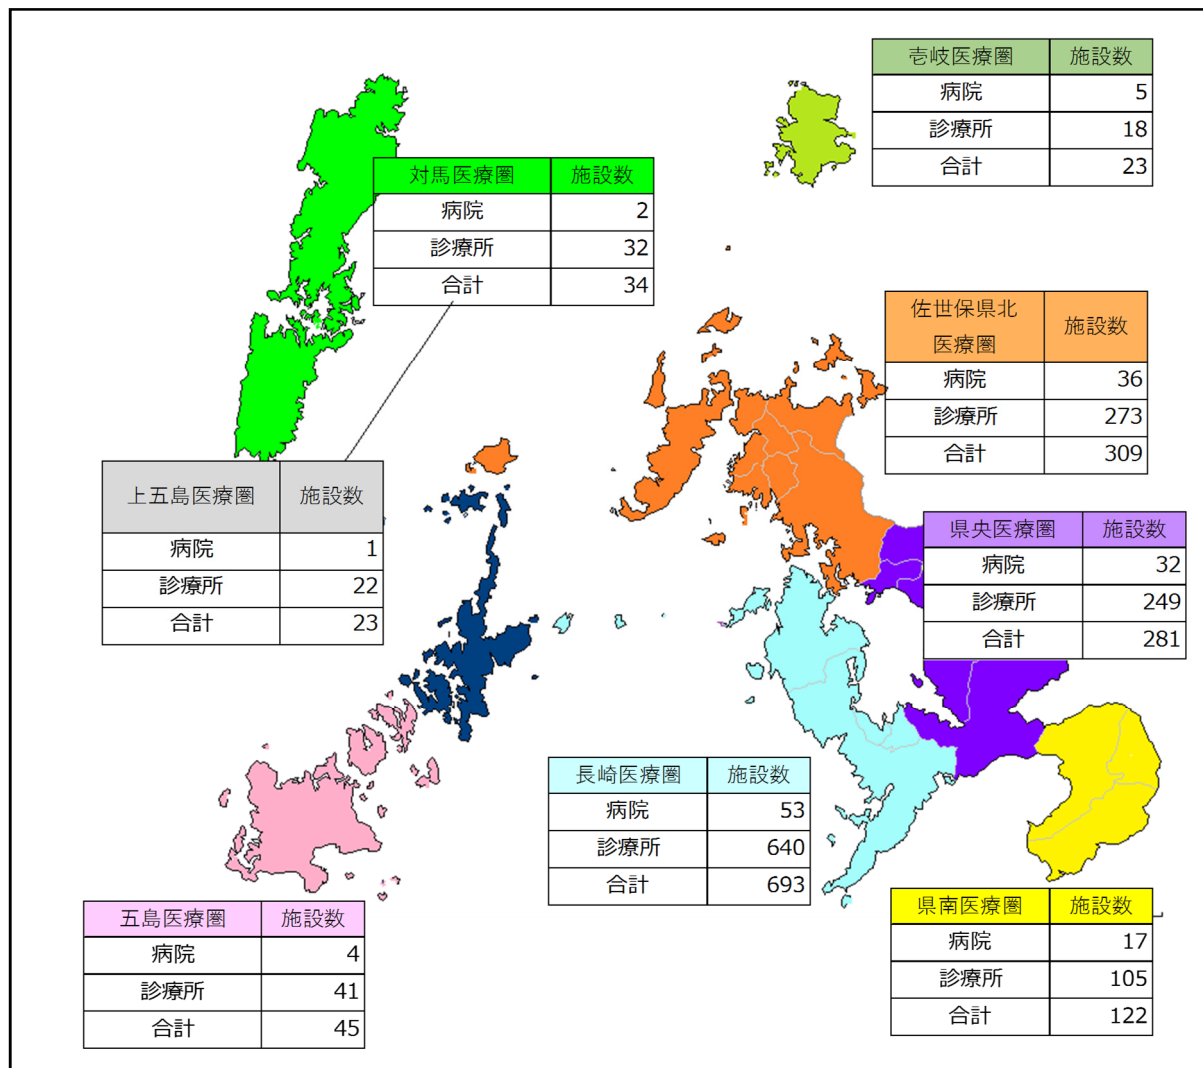 壱岐医療圏 施設数
病院 5
診療所 18
合計 23
対馬医療圏 施設数
病院 2
診療所 32
合計 34
佐世保県北
医療圏 施設数
病院 36
診療所 273
合計 309
上五島医療圏 施設数
病院 1
診療所 22
合計 23
県央医療圏 施設数
病院 32
診療所 249
合計 281
長崎医療圏 施設数
病院 53
診療所 640
合計 693
県南医療圏 施設数
病院 17
診療所 105
合計 122
五島医療圏 施設数
病院 4
診療所 41
合計 45